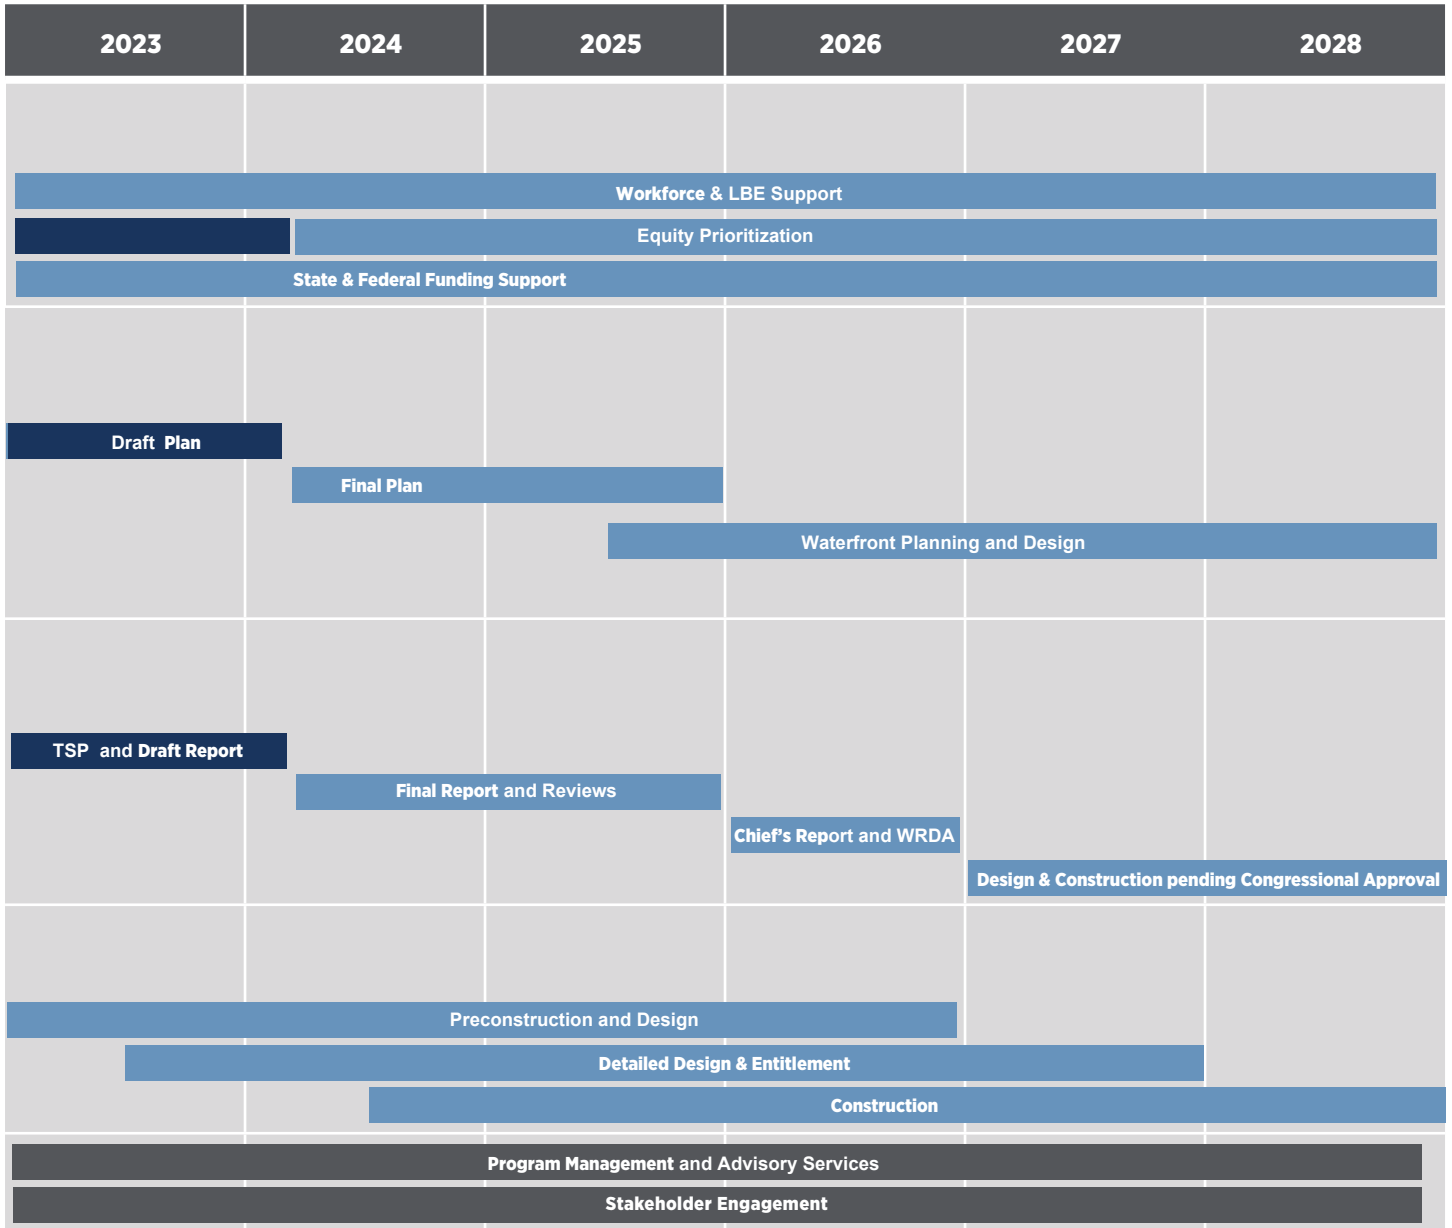 2023 2024 2025 2026 2027 2028
Workforce & LBE Support
Equity Prioritization
State & Federal Funding Support
Draft Plan
Final Plan
Waterfront Planning and Design
TSP and Draft Report
Final Report and Reviews
Chief’s Report and WRDA
Design & Construction pending Congressional Approval
Preconstruction and Design
Detailed Design & Entitlement
Construction
Program Management and Advisory Services
Stakeholder Engagement